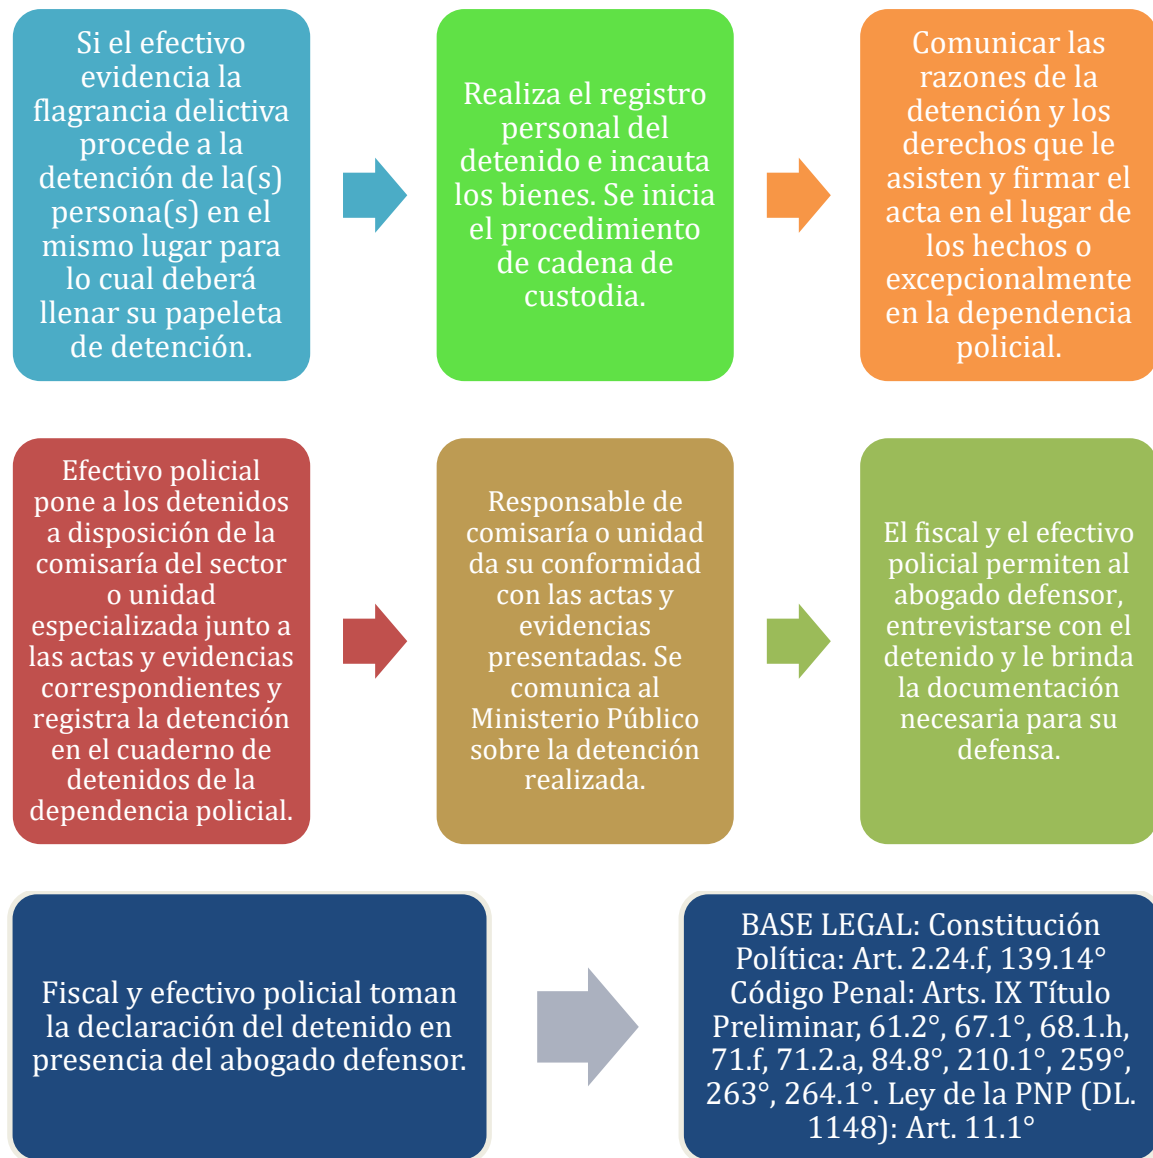 Si el efectivo
evidencia la
flagrancia delictiva
procede a la
detención de la(s)
persona(s) en el
mismo lugar para
lo cual deberá
llenar su papeleta
de detención.
Realiza el registro
personal del
detenido e incauta
los bienes. Se inicia
el procedimiento
de cadena de
custodia.
Comunicar las
razones de la
detención y los
derechos que le
asisten y firmar el
acta en el lugar de
los hechos o
excepcionalmente
en la dependencia
policial.
Efectivo policial
pone a los detenidos
a disposición de la
comisaría del sector
o unidad
especializada junto a
las actas y evidencias
correspondientes y
registra la detención
en el cuaderno de
detenidos de la
dependencia policial.
Responsable de
comisaría o unidad
da su conformidad
con las actas y
evidencias
presentadas. Se
comunica al
Ministerio Público
sobre la detención
realizada.
El fiscal y el efectivo
policial permiten al
abogado defensor,
entrevistarse con el
detenido y le brinda
la documentación
necesaria para su
defensa.
Fiscal y efectivo policial toman
la declaración del detenido en
presencia del abogado defensor.
BASE LEGAL: Constitución
Política: Art. 2.24.f, 139.14°
Código Penal: Arts. IX Título
Preliminar, 61.2°, 67.1°, 68.1.h,
71.f, 71.2.a, 84.8°, 210.1°, 259°,
263°, 264.1°. Ley de la PNP (DL.
1148): Art. 11.1°